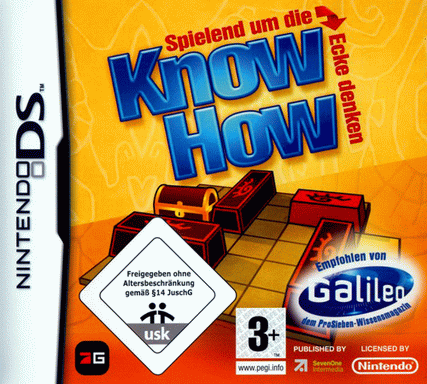 NINTENDO DS™
Spielend um die
Ecke denken
Know
How
Freigegeben ohne
Altersbeschränkung
gemäß §14 JuschG
usk
3+
www.pegi.info
Empfohlen von
Galileo
dem ProSieben-Wissensmagazin
PUBLISHED BY
SevenOne
Intermedia
LICENSED BY
Nintendo